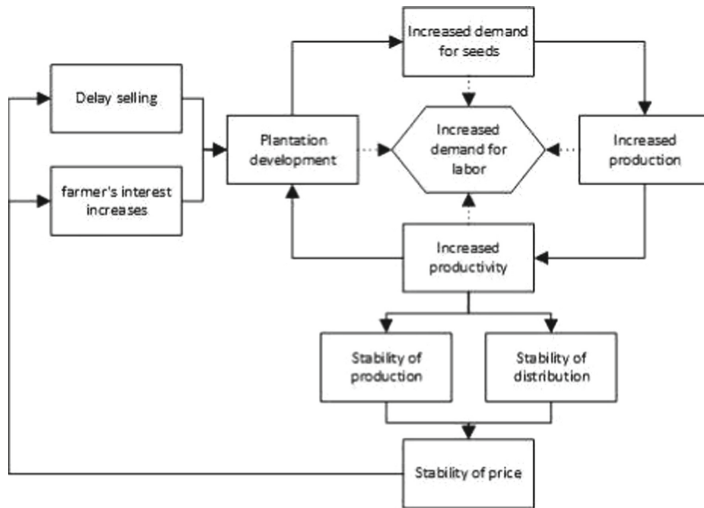 Increased demand
for seeds
Delay selling
Plantation
development
Increased
demand for
labor
Increased
production
farmer's interest
increases
Increased
productivity
Stability of
production
Stability of
distribution
Stability of price